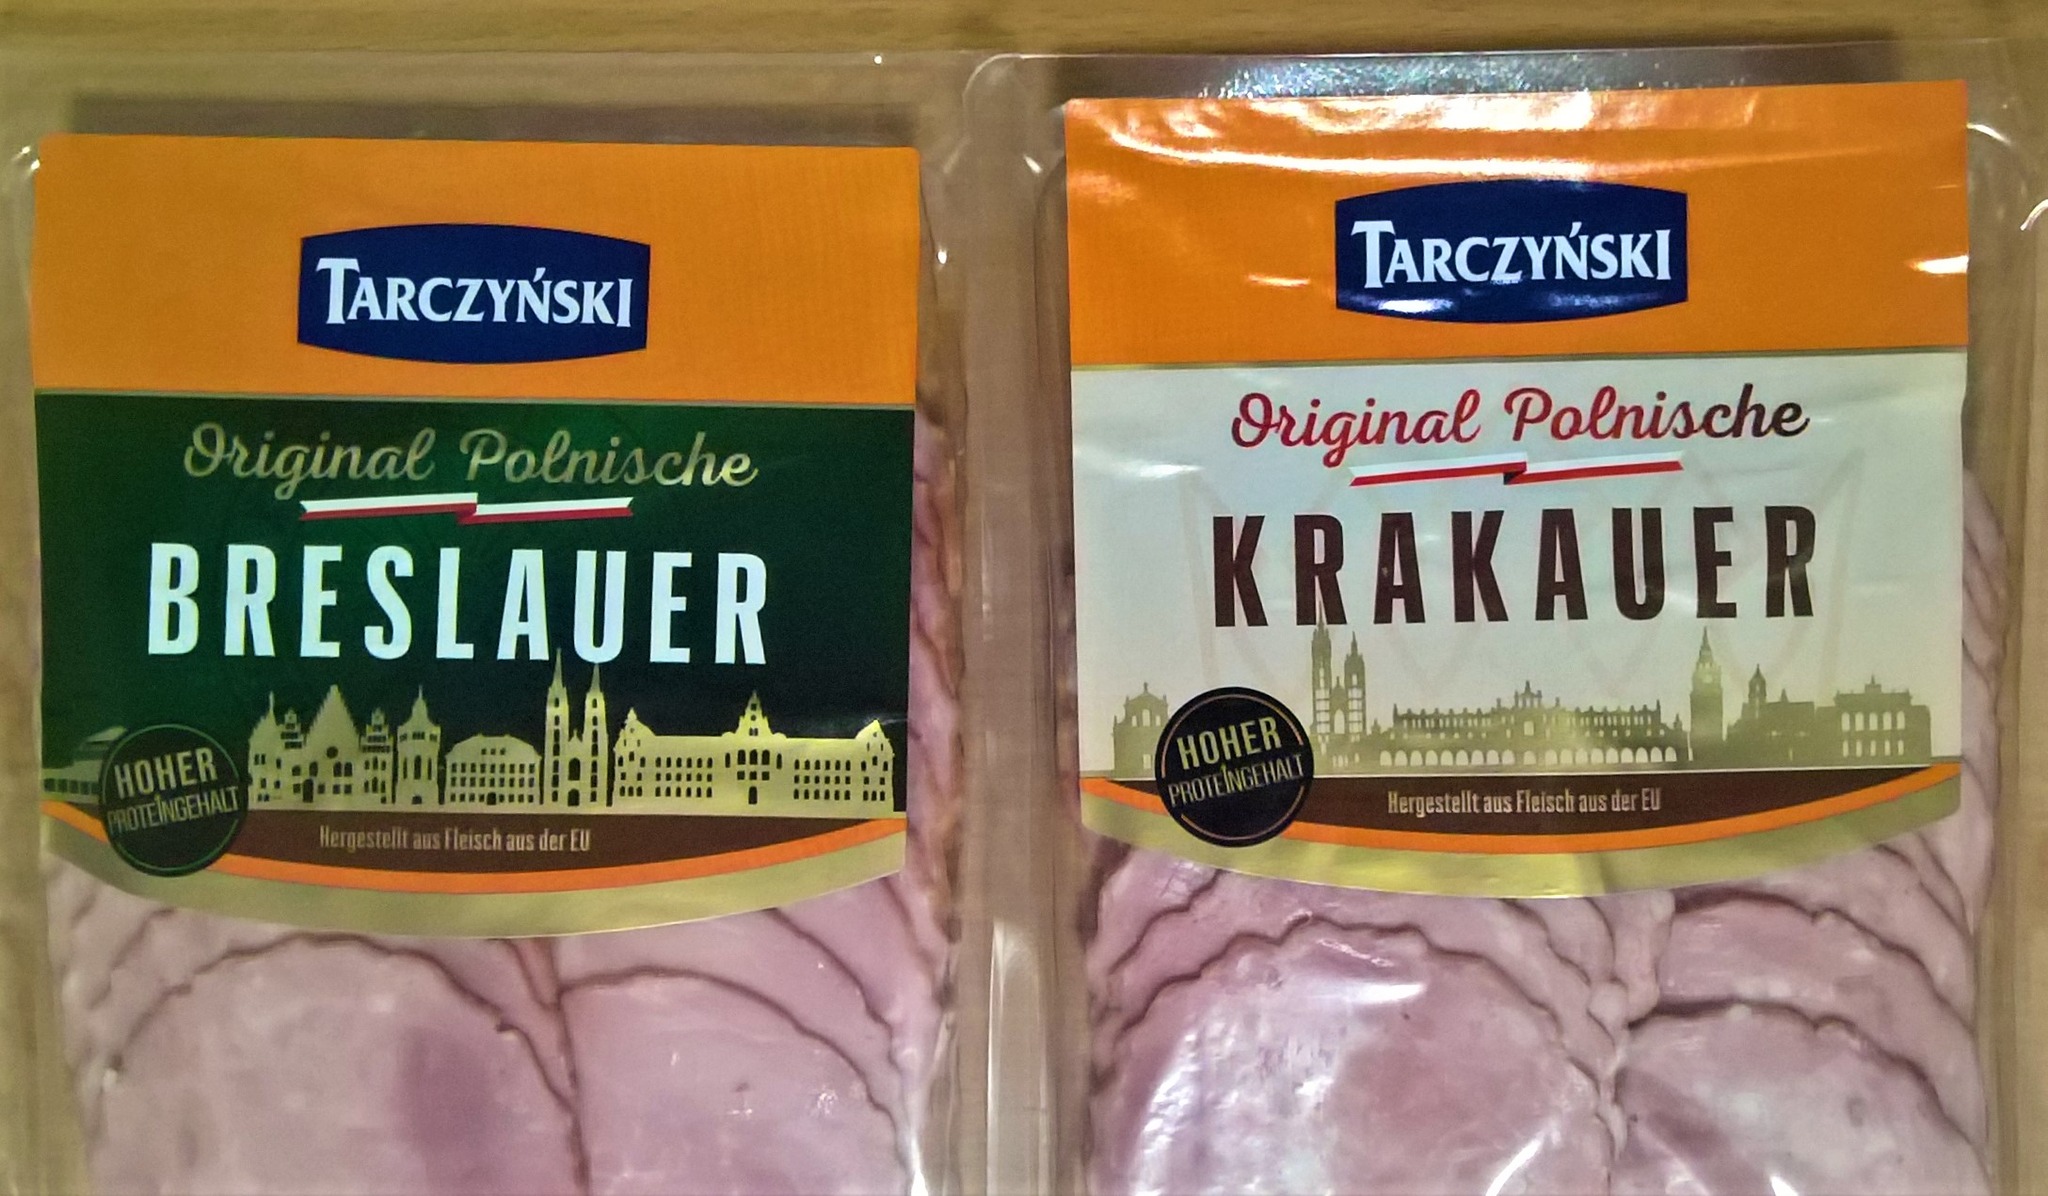 TARCZYŃSKI
Original Polnische
BRESLAUER
HOHER
PROTEINGEHALT
Hergestellt aus Fleisch aus der EU
TARCZYŃSKI
Original Polnische
KRAKAUER
HOHER
PROTEINGEHALT
Hergestellt aus Fleisch aus der EU